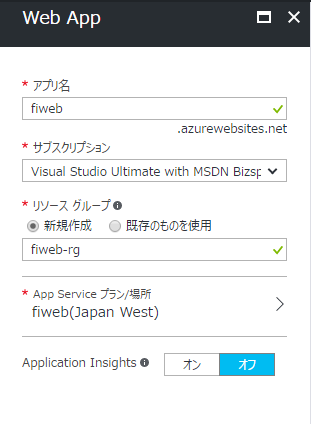 Web App
* アプリ名
fiweb
.azurewebsites.net
* サブスクリプション
Visual Studio Ultimate with MSDN Bizsp
* リソース グループ
新規作成 既存のものを使用
fiweb-rg
* App Service プラン/場所
fiweb(Japan West)
Application Insights オン オフ